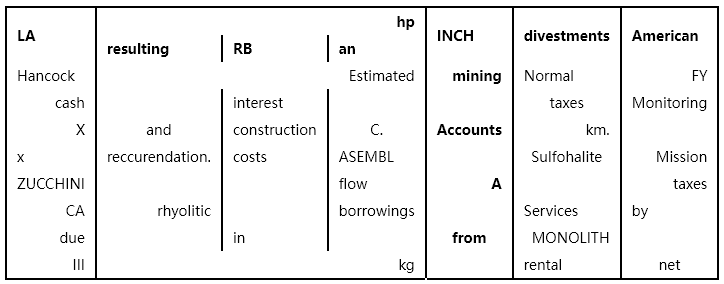 hp
LA resulting RB an INCH divestments American
Hancock Estimated mining Normal FY
cash interest taxes Monitoring
X and construction C. Accounts km.
x reccurendation. costs ASEMBL Sulfohalite Mission
ZUCCHINI flow A taxes
CA rhyolitic borrowings Services by
due in from MONOLITH
III kg rental net